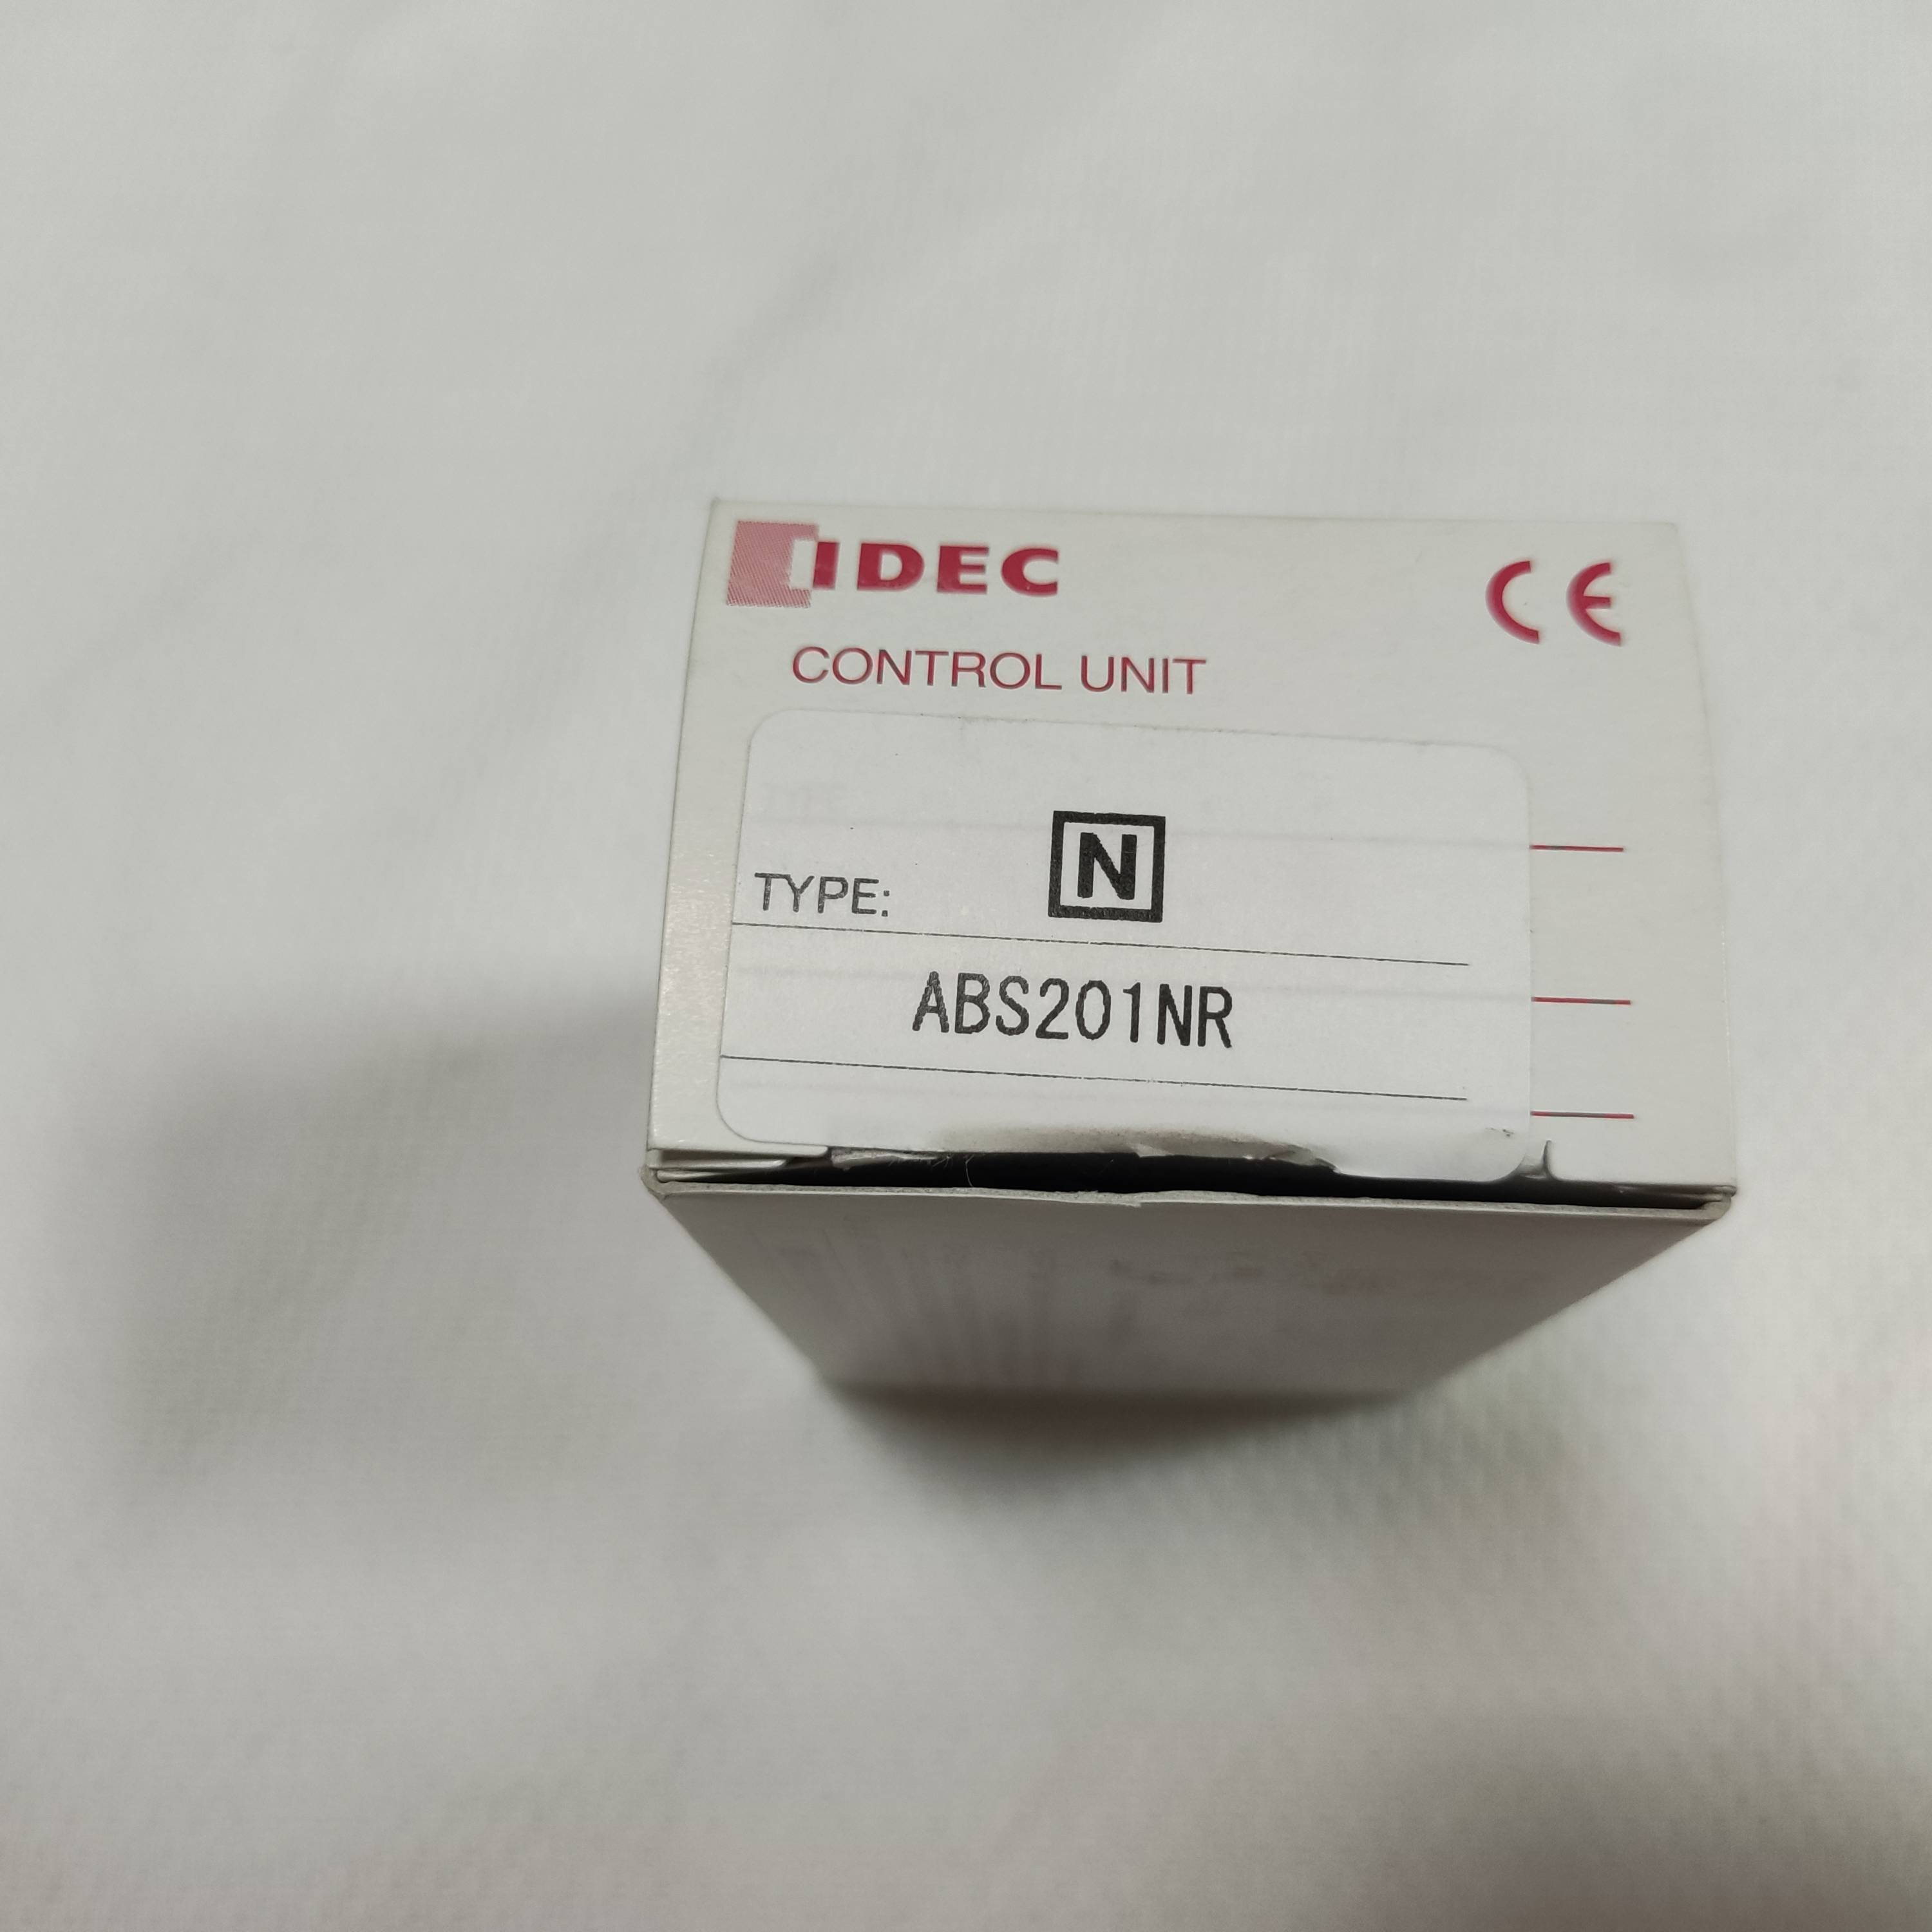 IDEC
CE
CONTROL UNIT
N
TYPE:
ABS201NR